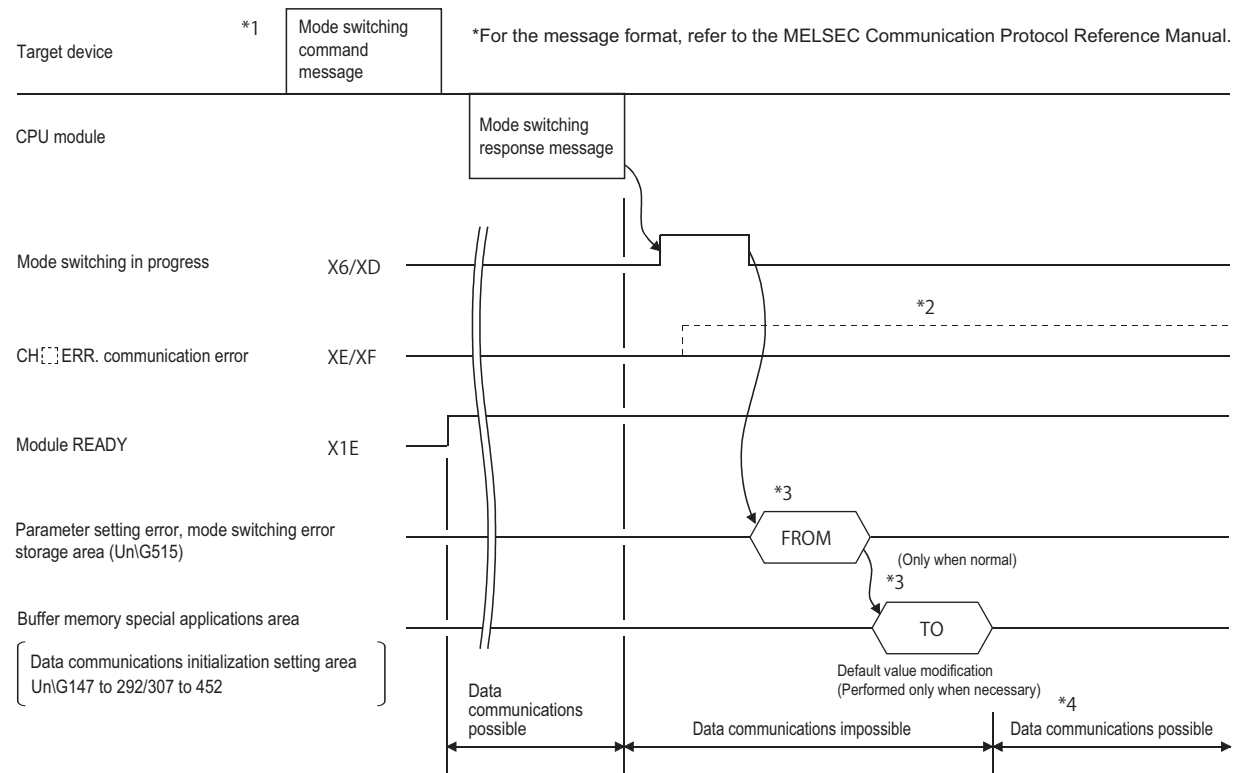 *1
Mode switching
command
message
*For the message format, refer to the MELSEC Communication Protocol Reference Manual.
Target device
CPU module
Mode switching
response message
Mode switching in progress
X6/XD
*2
CH ERR. communication error
XE/XF
Module READY
X1E
*3
Parameter setting error, mode switching error
storage area (Un\G515)
FROM
(Only when normal)
*3
Buffer memory special applications area
TO
Data communications initialization setting area
Un\G147 to 292/307 to 452
Default value modification
(Performed only when necessary)
*4
Data
communications
possible
Data communications impossible
Data communications possible